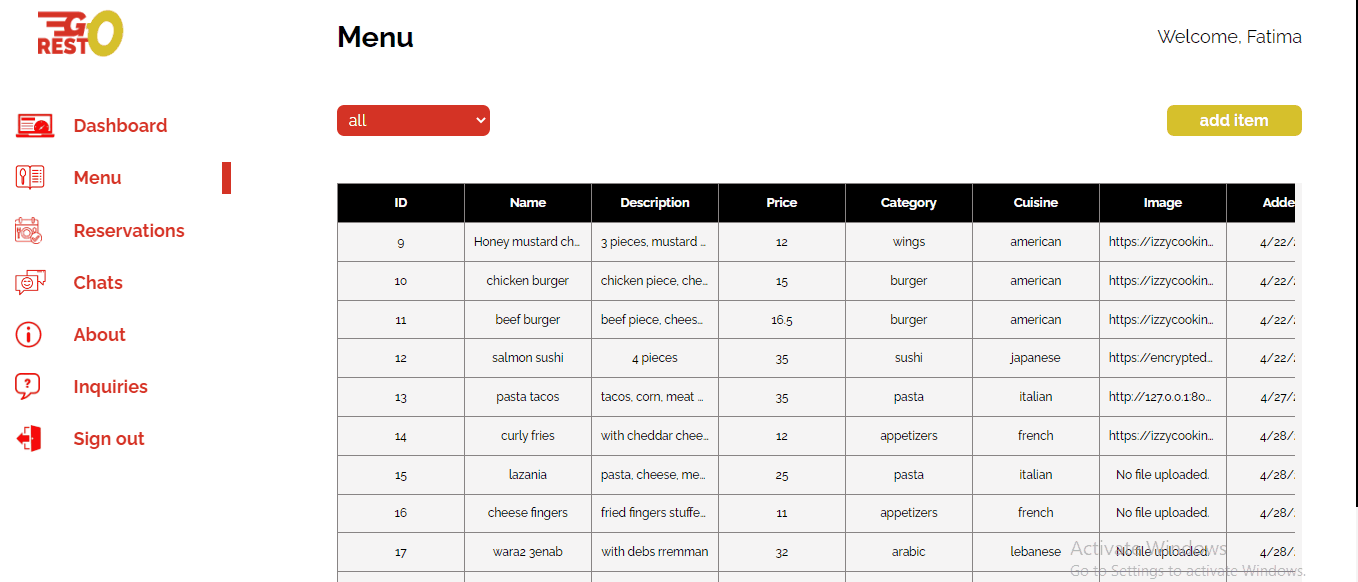 GO
REST
Menu
Welcome, Fatima
Dashboard
Menu
Reservations
Chats
About
Inquiries
Sign out
all
add item
ID Name Description Price Category Cuisine Image Adde
9 Honey mustard ch... 3 pieces, mustard ... 12 wings american https://izzycookin... 4/22/
10 chicken burger chicken piece, che... 15 burger american https://izzycookin... 4/22/
11 beef burger beef piece, chees... 16.5 burger american https://izzycookin... 4/22/
12 salmon sushi 4 pieces 35 sushi japanese https://encrypted... 4/22/
13 pasta tacos tacos, corn, meat ... 35 pasta italian http://127.0.0.1:80... 4/27/
14 curly fries with cheddar chee... 12 appetizers french https://izzycookin... 4/28/
15 lazania pasta, cheese, me... 25 pasta italian No file uploaded. 4/28/
16 cheese fingers fried fingers stuffe... 11 appetizers french No file uploaded. 4/28/
17 wara2 3enab with debs rremman 32 arabic lebanese No file uploaded. 4/28/
Activate Windows
Go to Settings to activate Windows.